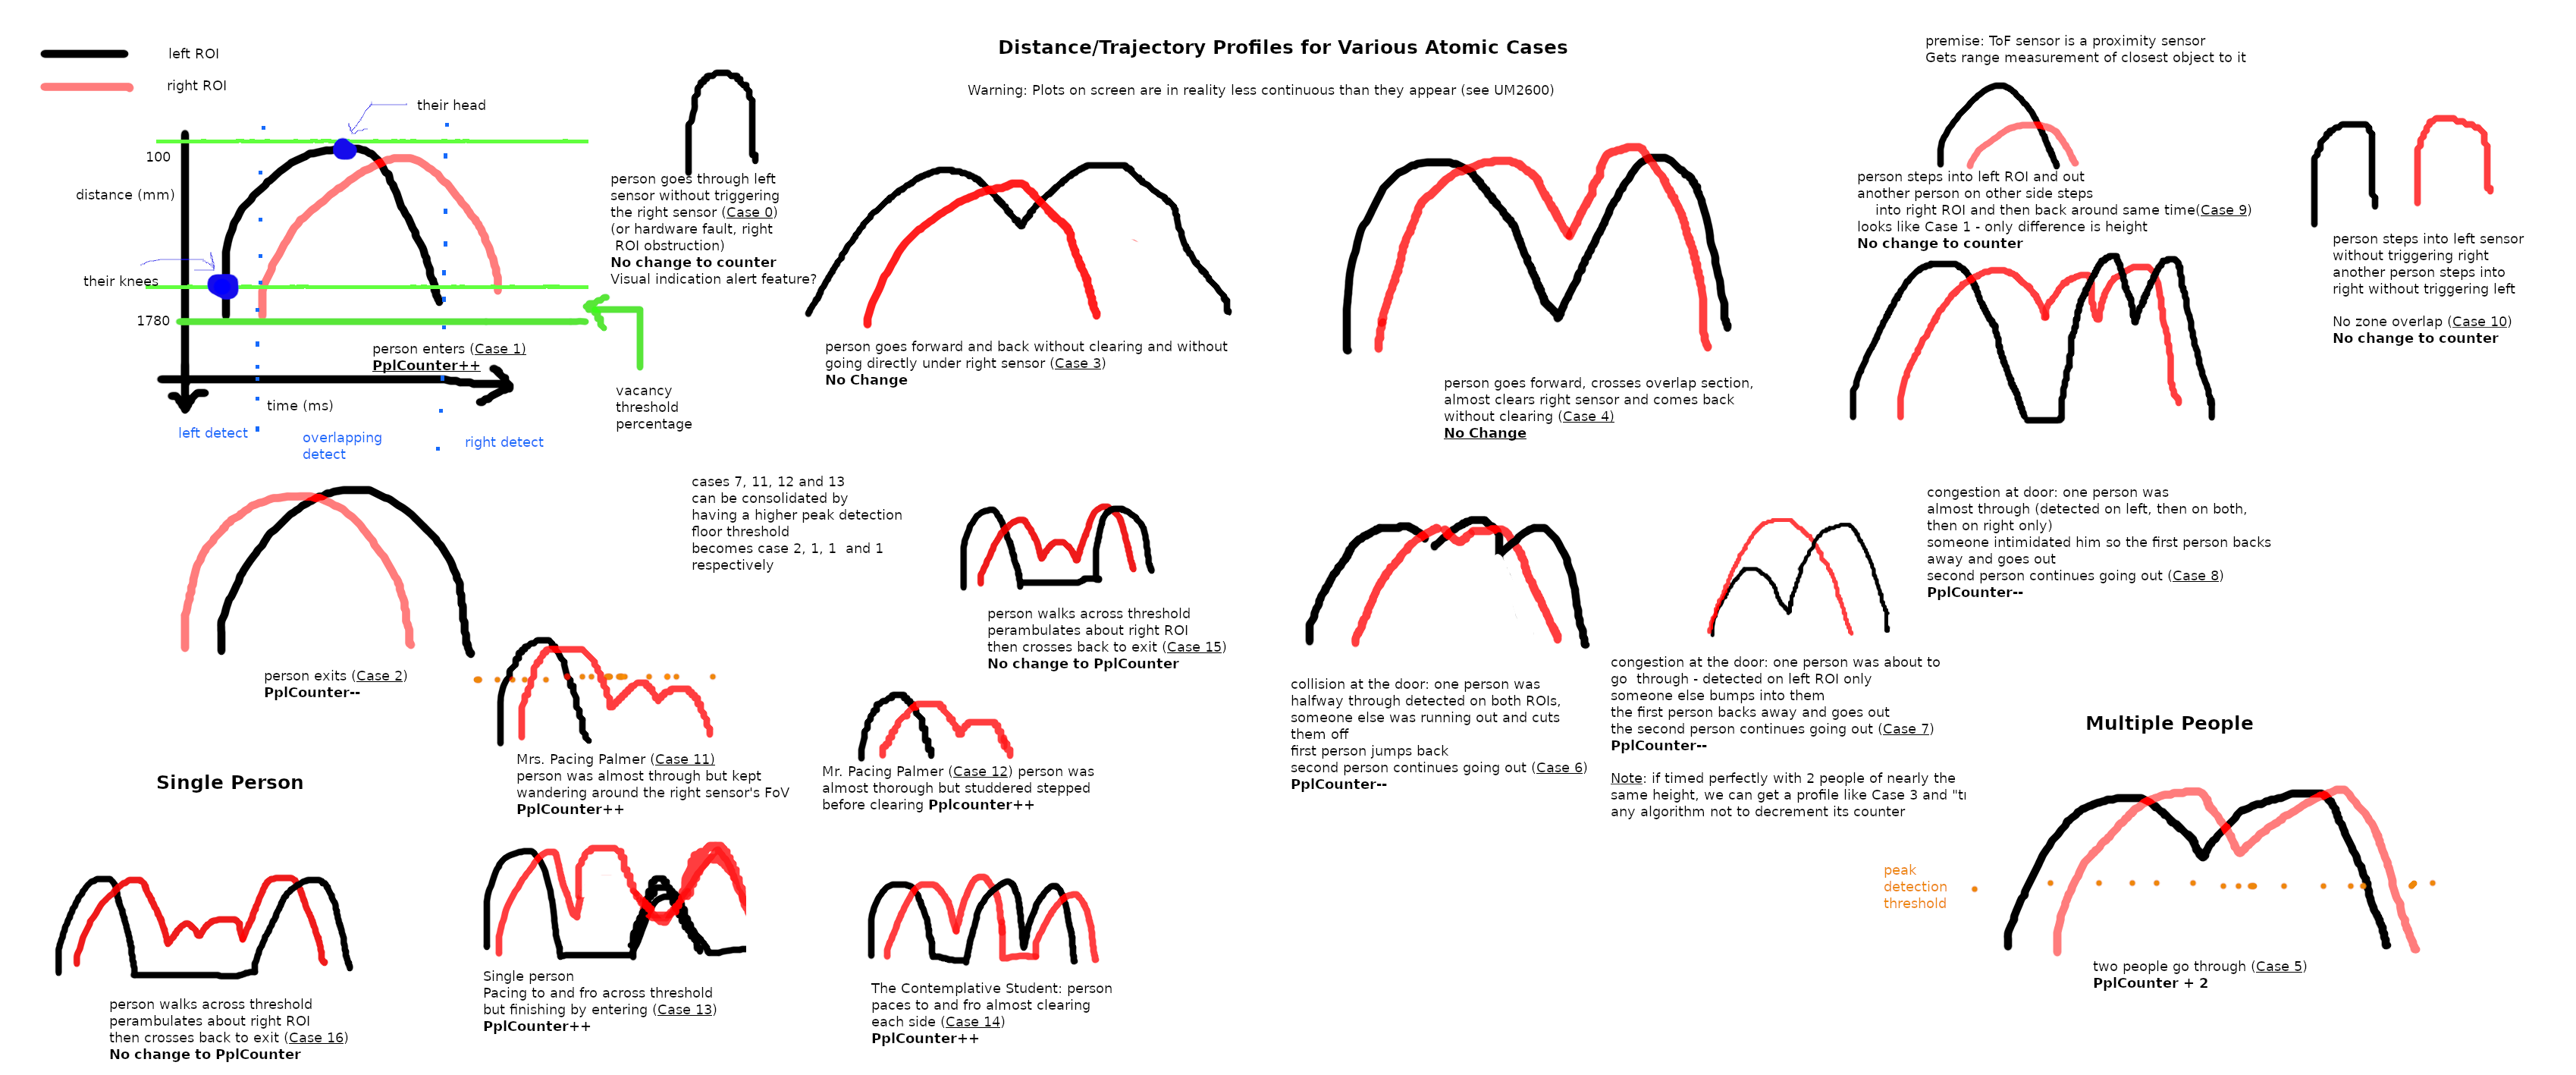 left ROI
right ROI
their head
100
distance (mm)
their knees
1780
person enters (Case 1)
PplCounter++
time (ms)
left detect
overlapping
detect
right detect
vacancy
threshold
percentage
person goes through left
sensor without triggering
the right sensor (Case 0)
(or hardware fault, right
ROI obstruction)
No change to counter
Visual indication alert feature?
Distance/Trajectory Profiles for Various Atomic Cases
Warning: Plots on screen are in reality less continuous than they appear (see UM2600)
person goes forward and back without clearing and without
going directly under right sensor (Case 3)
No Change
person goes forward, crosses overlap section,
almost clears right sensor and comes back
without clearing (Case 4)
No Change
premise: ToF sensor is a proximity sensor
Gets range measurement of closest object to it
person steps into left ROI and out
another person on other side steps
into right ROI and then back around same time(Case 9)
looks like Case 1 - only difference is height
No change to counter
person steps into left sensor
without triggering right
another person steps into
right without triggering left
No zone overlap (Case 10)
No change to counter
person exits (Case 2)
PplCounter--
cases 7, 11, 12 and 13
can be consolidated by
having a higher peak detection
floor threshold
becomes case 2, 1, 1 and 1
respectively
person walks across threshold
perambulates about right ROI
then crosses back to exit (Case 15)
No change to PplCounter
collision at the door: one person was
halfway through detected on both ROIs,
someone else was running out and cuts
them off
first person jumps back
second person continues going out (Case 6)
PplCounter--
congestion at the door: one person was about to
go through - detected on left ROI only
someone else bumps into them
the first person backs away and goes out
the second person continues going out (Case 7)
PplCounter--
Note: if timed perfectly with 2 people of nearly the
same height, we can get a profile like Case 3 and "tr
any algorithm not to decrement its counter
congestion at door: one person was
almost through (detected on left, then on both,
then on right only)
someone intimidated him so the first person backs
away and goes out
second person continues going out (Case 8)
PplCounter--
Single Person
Mrs. Pacing Palmer (Case 11)
person was almost through but kept
wandering around the right sensor's FoV
PplCounter++
Mr. Pacing Palmer (Case 12) person was
almost thorough but studdered stepped
before clearing Pplcounter++
Multiple People
peak
detection
threshold
two people go through (Case 5)
PplCounter + 2
person walks across threshold
perambulates about right ROI
then crosses back to exit (Case 16)
No change to PplCounter
Single person
Pacing to and fro across threshold
but finishing by entering (Case 13)
PplCounter++
The Contemplative Student: person
paces to and fro almost clearing
each side (Case 14)
PplCounter++